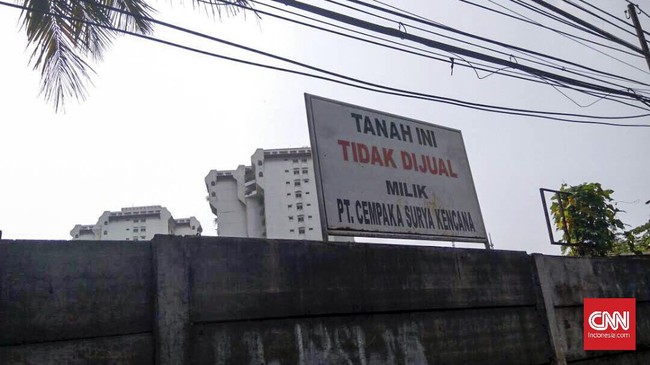 TANAH INI
TIDAK DIJUAL
MILIK
PT. CEMPAKA SURYA KENCANA
CNN
Indonesia.com